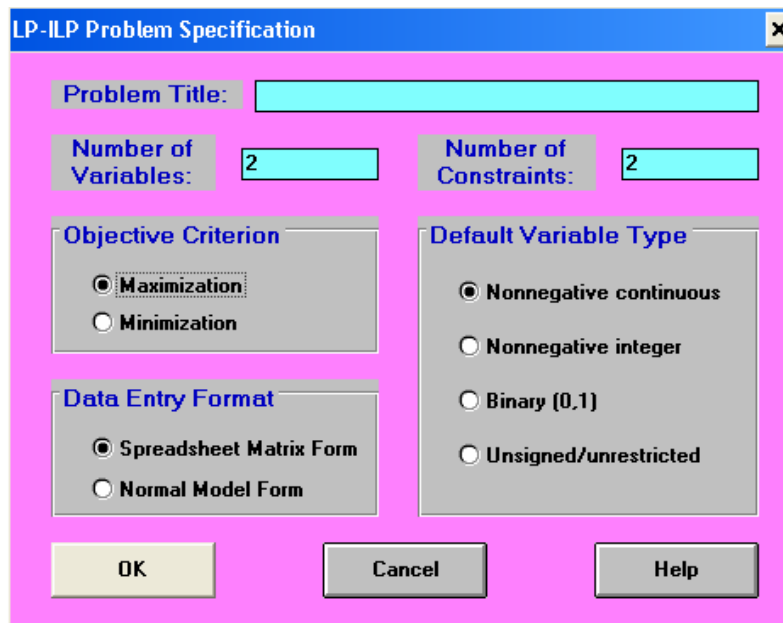 LP-ILP Problem Specification
Problem Title:
Number of Variables: 2
Number of Constraints: 2
Objective Criterion
Maximization
Minimization
Default Variable Type
Nonnegative continuous
Nonnegative integer
Binary (0,1)
Unsigned/unrestricted
Data Entry Format
Spreadsheet Matrix Form
Normal Model Form
OK
Cancel
Help